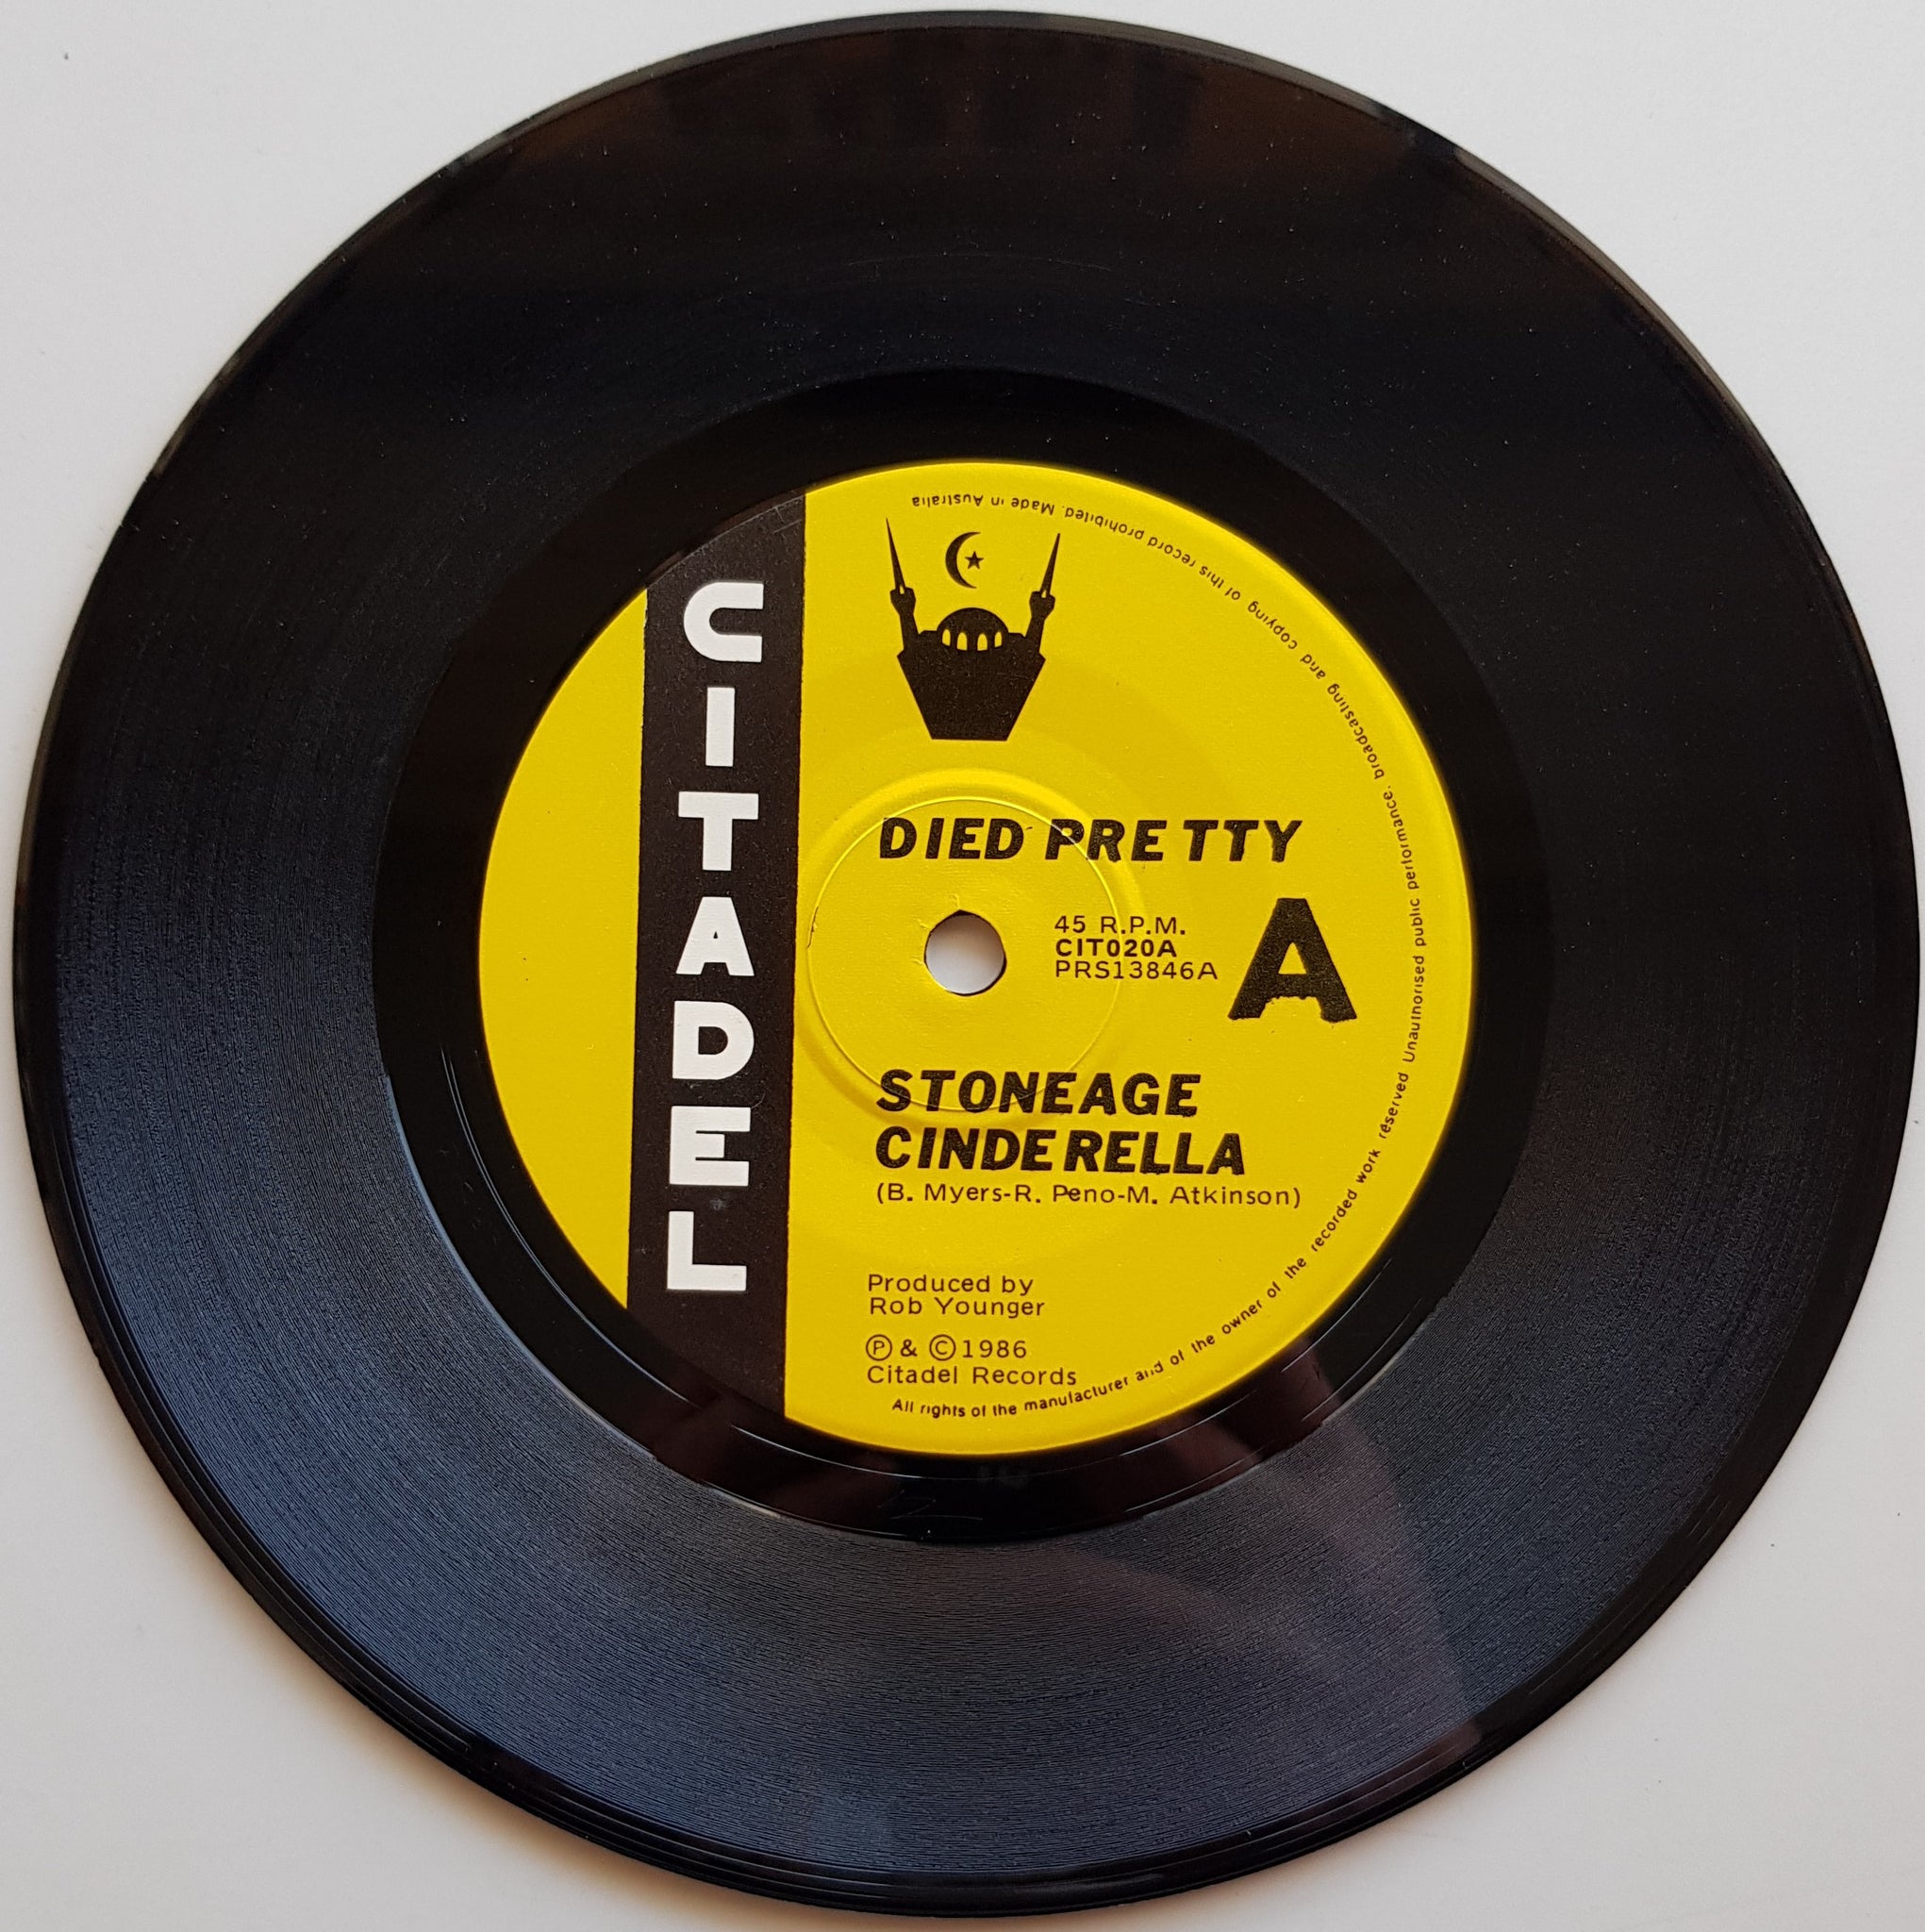 CITADEL
DIED PRETTY
45 R.P.M.
CIT020A
PRS13846A
A
STONEAGE
CINDERELLA
(B. Myers-R. Peno-M. Atkinson)
Produced by
Rob Younger
Ⓟ & ©1986
Citadel Records
All rights of the manufacturer and of the owner of the recorded work reserved Unauthorised public performance, broadcasting and copying of this record prohibited. Made in Australia